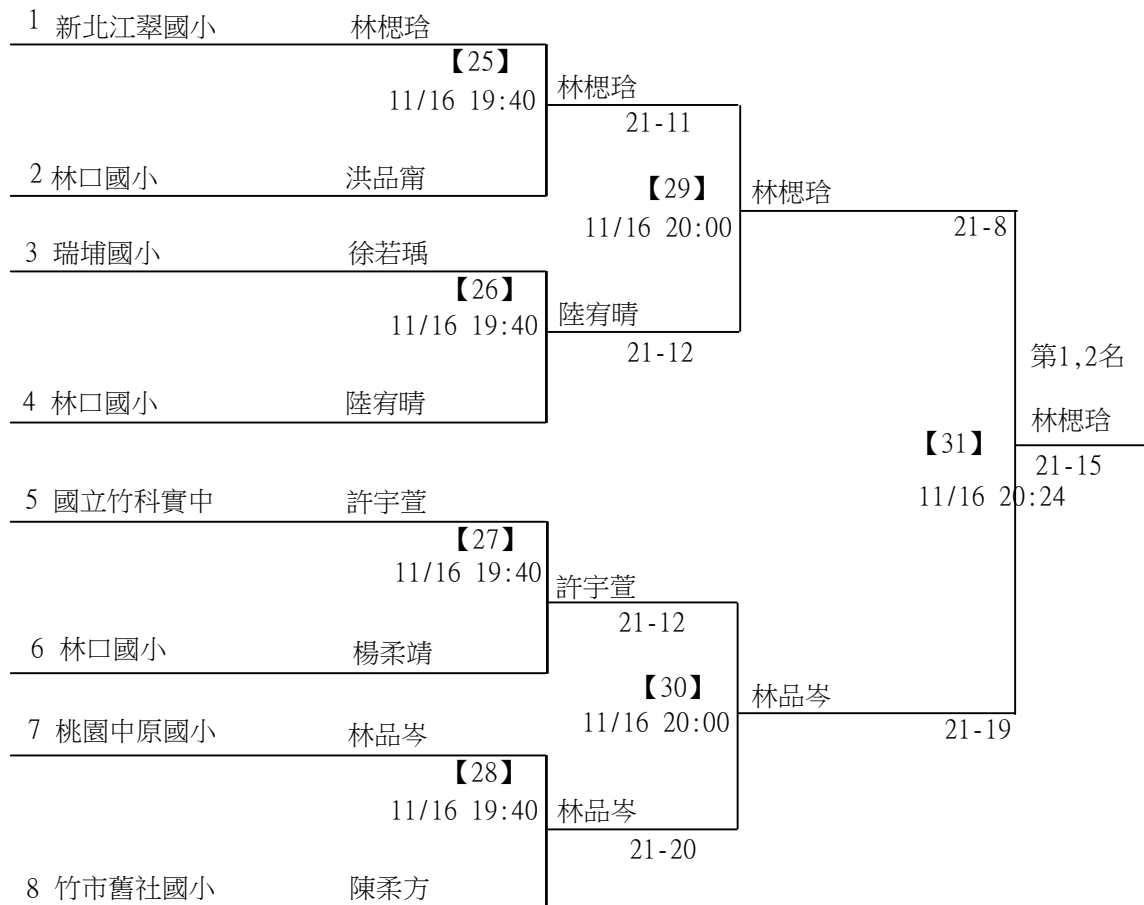 1 新北江翠國小 林楒琀
【25】
11/16 19:40
林楒琀
21-11
2 林口國小 洪品甯
【29】
11/16 20:00
林楒琀
21-8
3 瑞埔國小 徐若瑀
【26】
11/16 19:40
陸宥晴
21-12
4 林口國小 陸宥晴
第1,2名
林楒琀
【31】
21-15
11/16 20:24
5 國立竹科實中 許宇萱
【27】
11/16 19:40
許宇萱
21-12
6 林口國小 楊柔靖
【30】
11/16 20:00
林品岑
21-19
7 桃園中原國小 林品岑
【28】
11/16 19:40
林品岑
21-20
8 竹市舊社國小 陳柔方